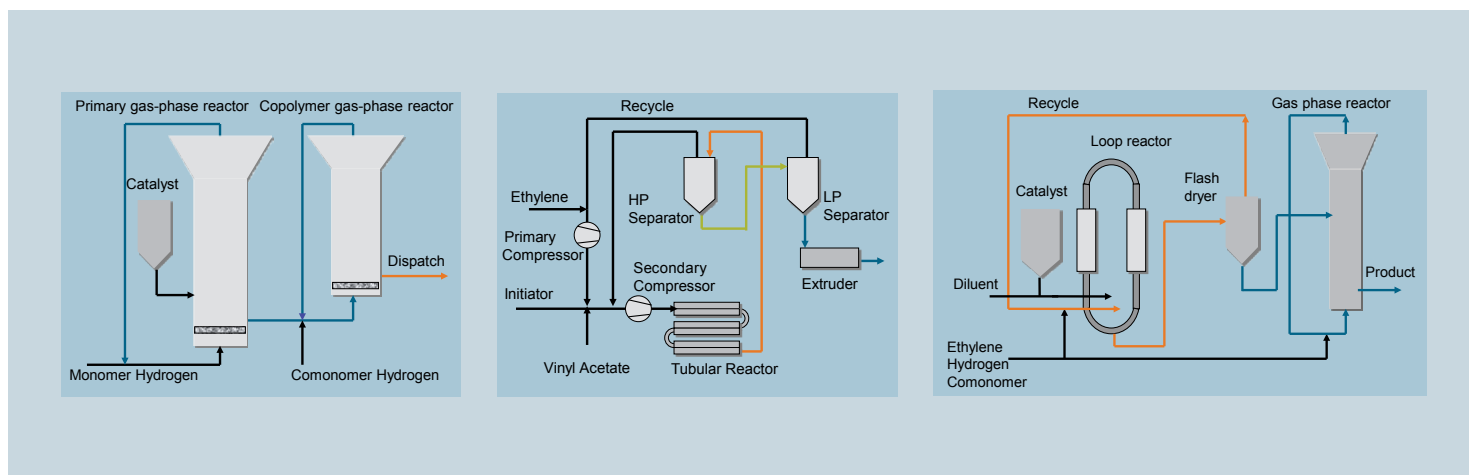 Primary gas-phase reactor
Copolymer gas-phase reactor
Catalyst
Dispatch
Monomer Hydrogen
Comonomer Hydrogen
Recycle
Ethylene
HP
Separator
LP
Separator
Primary
Compressor
Secondary
Compressor
Initiator
Extruder
Vinyl Acetate
Tubular Reactor
Recycle
Gas phase reactor
Loop reactor
Catalyst
Flash
dryer
Diluent
Product
Ethylene
Hydrogen
Comonomer